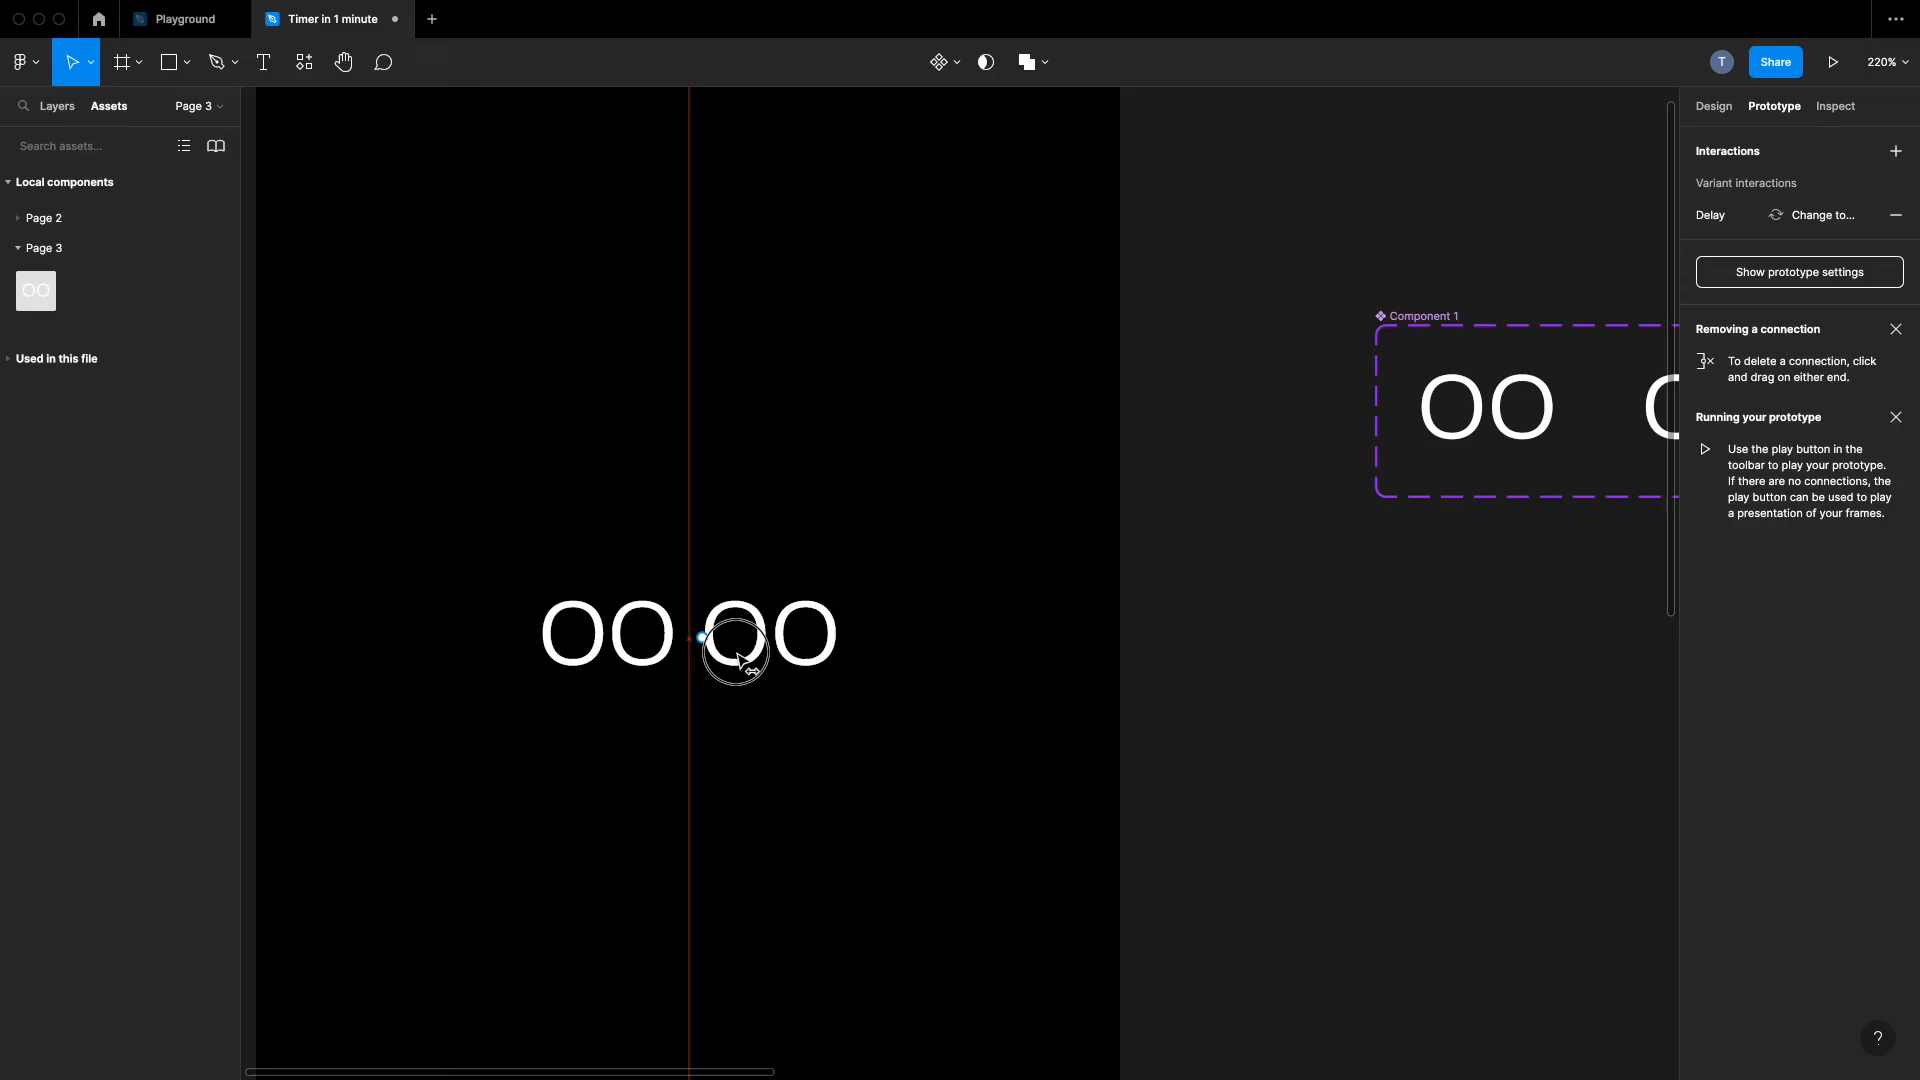 Playground
Timer in 1 minute
T
Share
220%
Layers
Assets
Page 3
Search assets...
Local components
Page 2
Page 3
OO
Used in this file
OO OO
Component 1
OO
Design
Prototype
Inspect
Interactions
Variant interactions
Delay
Change to...
Show prototype settings
Removing a connection
To delete a connection, click
and drag on either end.
Running your prototype
Use the play button in the
toolbar to play your prototype.
If there are no connections, the
play button can be used to play
a presentation of your frames.
?